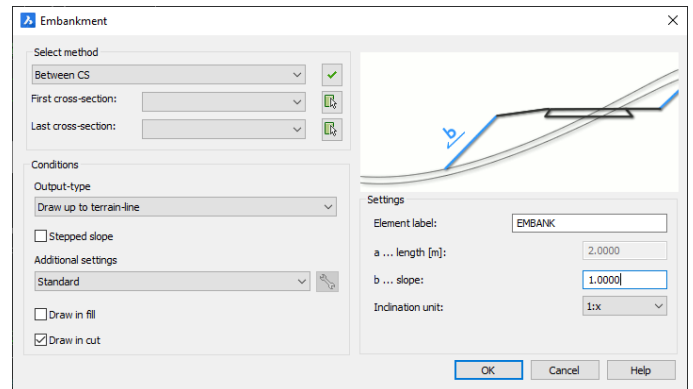 Embankment
Select method
Between CS
First cross-section:
Last cross-section:
Conditions
Output-type
Draw up to terrain-line
Stepped slope
Additional settings
Standard
Draw in fill
Draw in cut
b
Settings
Element label: EMBANK
a ... length [m]: 2.0000
b ... slope: 1.0000
Inclination unit: 1:x
OK Cancel Help